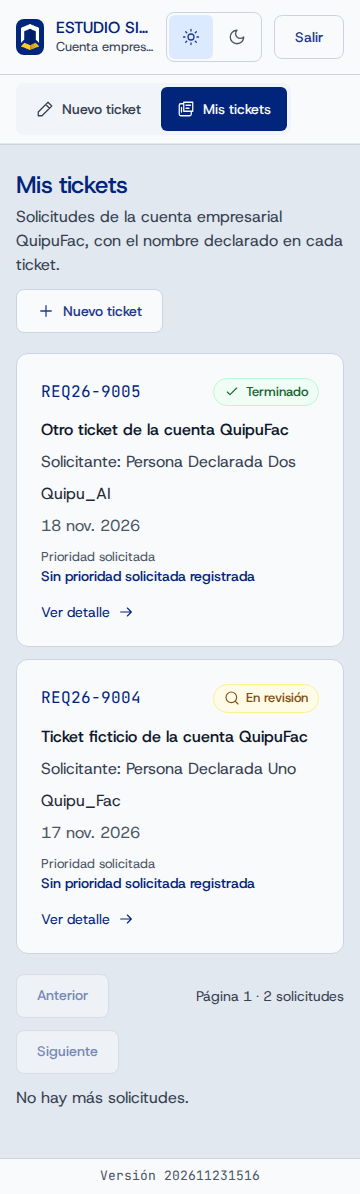 ESTUDIO SI...
Cuenta empres...
Salir
Nuevo ticket
Mis tickets
Mis tickets
Solicitudes de la cuenta empresarial
QuipuFac, con el nombre declarado en cada
ticket.
Nuevo ticket
REQ26-9005
Terminado
Otro ticket de la cuenta QuipuFac
Solicitante: Persona Declarada Dos
Quipu_AI
18 nov. 2026
Prioridad solicitada
Sin prioridad solicitada registrada
Ver detalle
REQ26-9004
En revisión
Ticket ficticio de la cuenta QuipuFac
Solicitante: Persona Declarada Uno
Quipu_Fac
17 nov. 2026
Prioridad solicitada
Sin prioridad solicitada registrada
Ver detalle
Anterior
Página 1 · 2 solicitudes
Siguiente
No hay más solicitudes.
Versión 202611231516